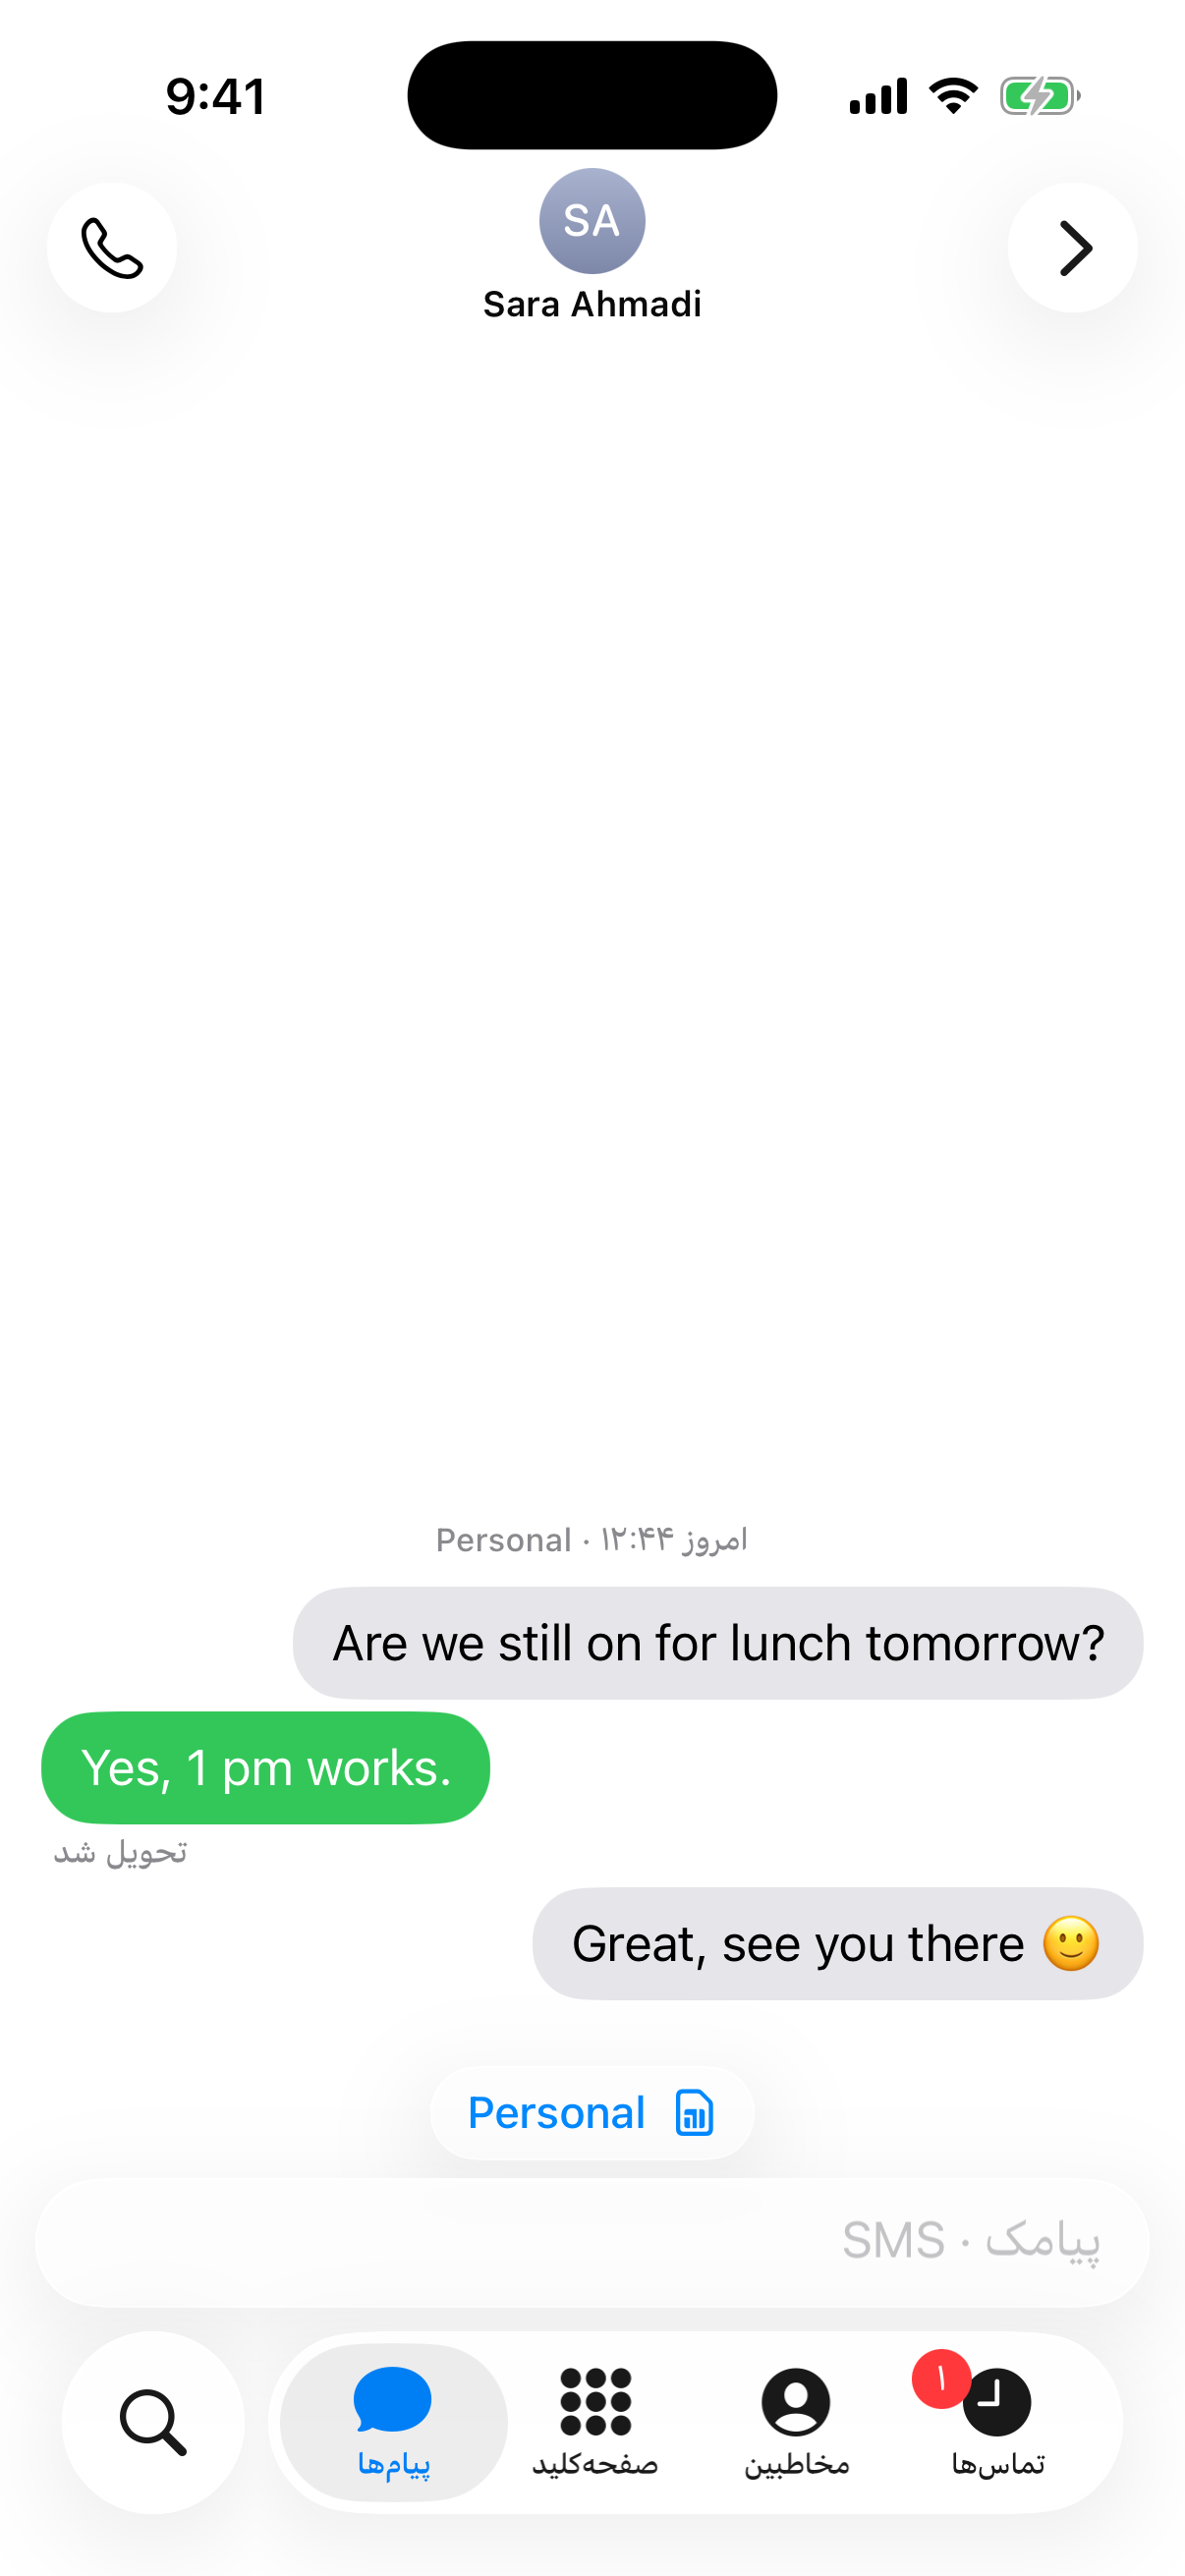 9:41
SA
Sara Ahmadi
امروز ۱۲:۴۴ · Personal
Are we still on for lunch tomorrow?
Yes, 1 pm works.
تحویل شد
Great, see you there 🙂
Personal
پیامک · SMS
۱
تماس‌ها
مخاطبین
صفحه‌کلید
پیام‌ها